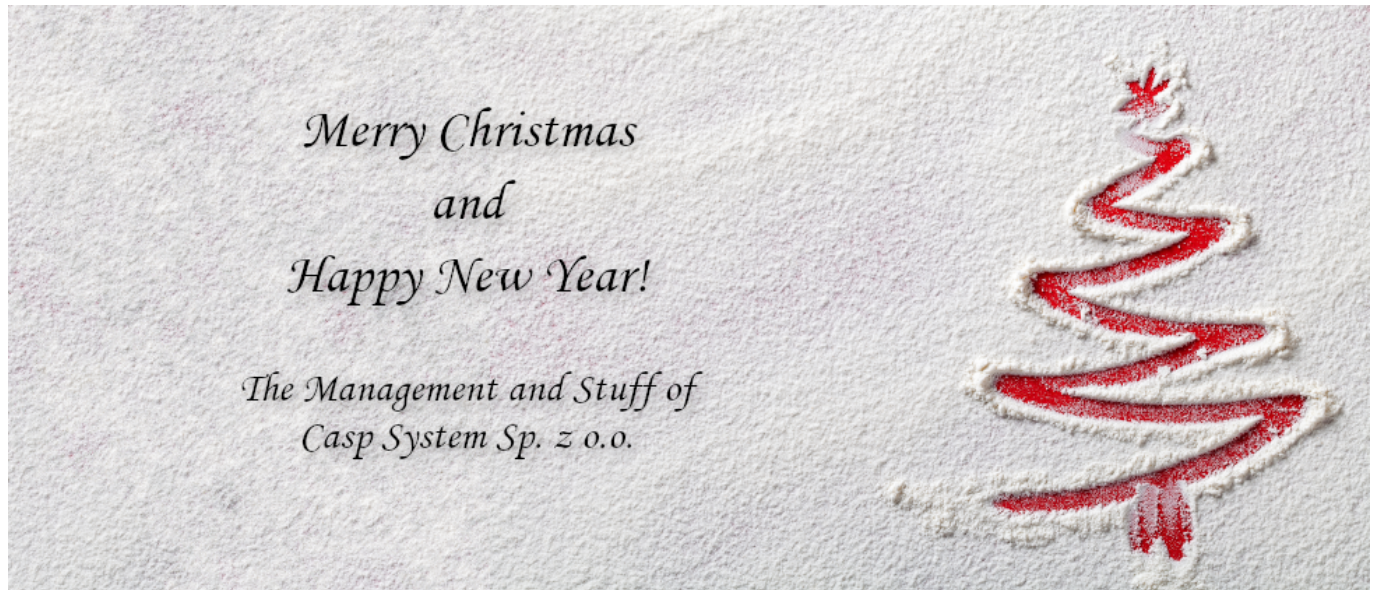 Merry Christmas
and
Happy New Year!
The Management and Stuff of
Casp System Sp. z o.o.